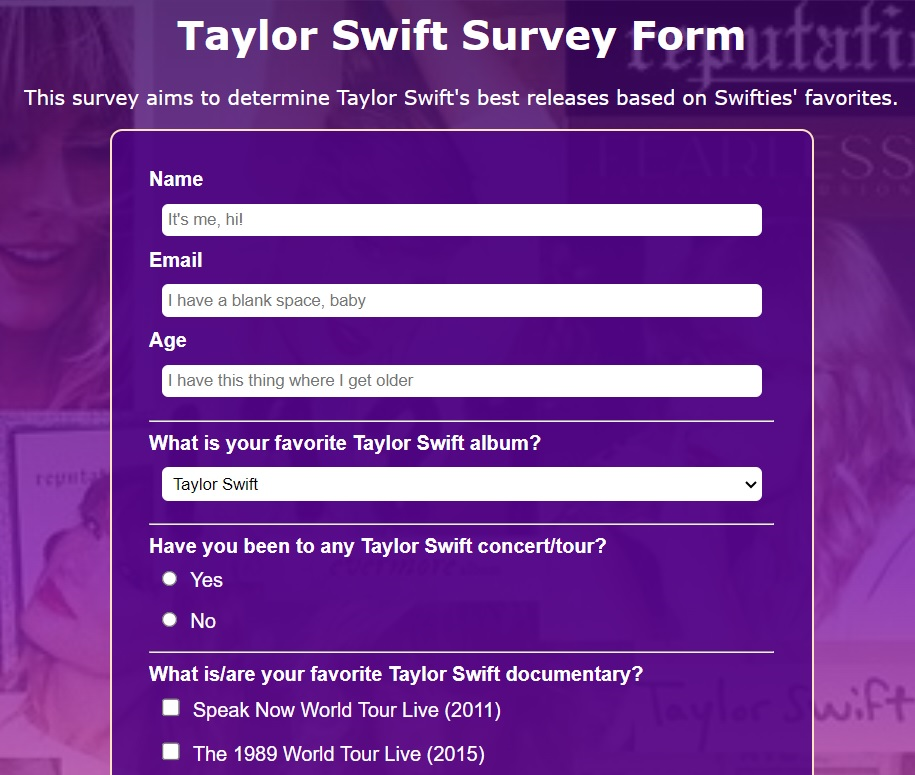 Taylor Swift Survey Form
This survey aims to determine Taylor Swift's best releases based on Swifties' favorites.
Name
It's me, hi!
Email
I have a blank space, baby
Age
I have this thing where I get older
What is your favorite Taylor Swift album?
Taylor Swift
Have you been to any Taylor Swift concert/tour?
Yes
No
What is/are your favorite Taylor Swift documentary?
Speak Now World Tour Live (2011)
The 1989 World Tour Live (2015)
FEARLESS
Taylor Swift